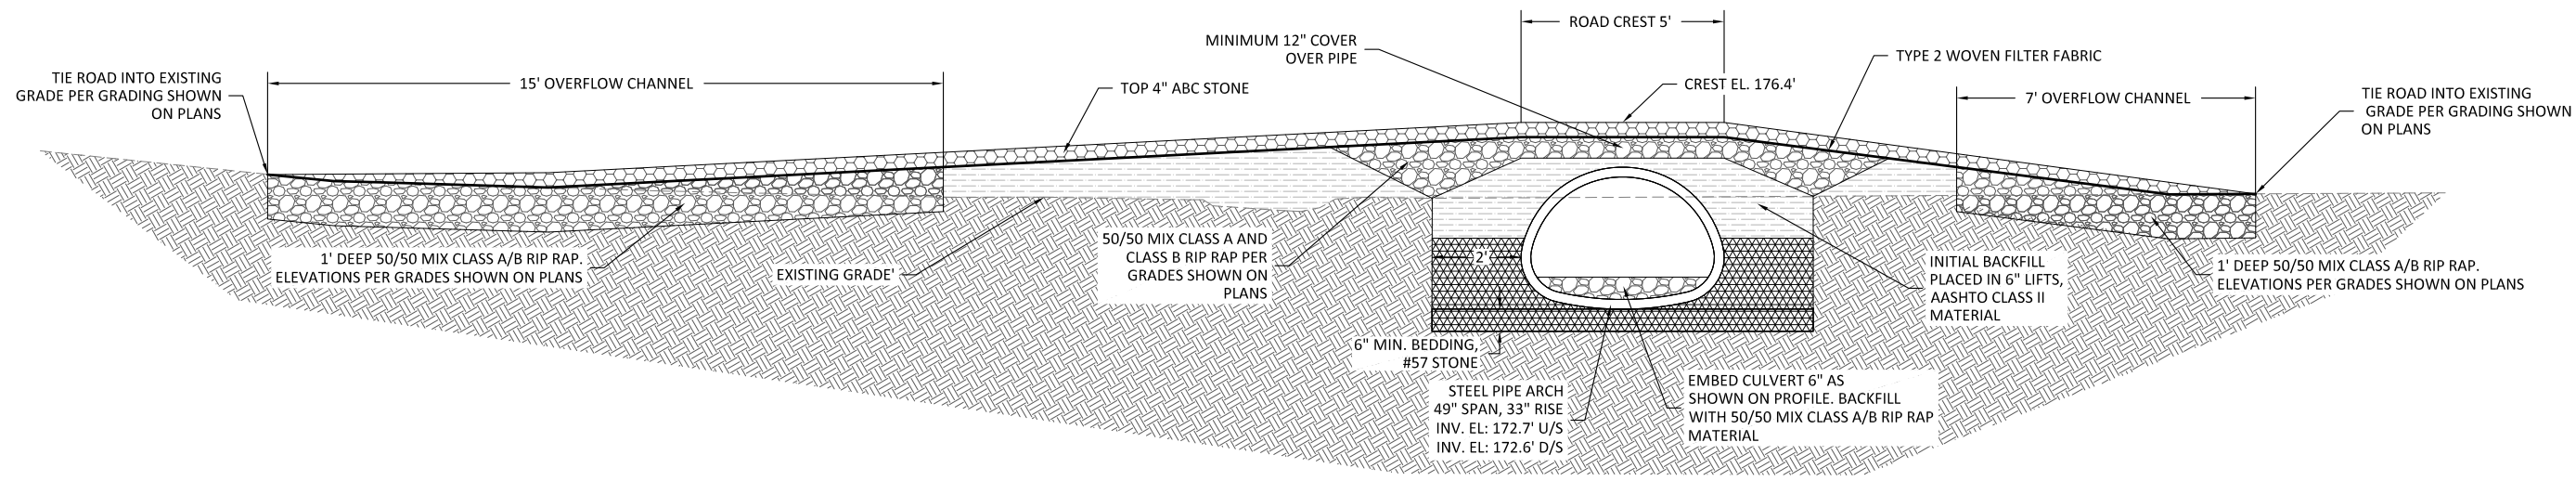 ROAD CREST 5'
MINIMUM 12" COVER
OVER PIPE
TYPE 2 WOVEN FILTER FABRIC
TIE ROAD INTO EXISTING
GRADE PER GRADING SHOWN
ON PLANS
15' OVERFLOW CHANNEL
TOP 4" ABC STONE
CREST EL. 176.4'
7' OVERFLOW CHANNEL
TIE ROAD INTO EXISTING
GRADE PER GRADING SHOWN
ON PLANS
1' DEEP 50/50 MIX CLASS A/B RIP RAP.
ELEVATIONS PER GRADES SHOWN ON PLANS
EXISTING GRADE'
50/50 MIX CLASS A AND
CLASS B RIP RAP PER
GRADES SHOWN ON
PLANS
2'
INITIAL BACKFILL
PLACED IN 6" LIFTS,
AASHTO CLASS II
MATERIAL
1' DEEP 50/50 MIX CLASS A/B RIP RAP.
ELEVATIONS PER GRADES SHOWN ON PLANS
6" MIN. BEDDING,
#57 STONE
STEEL PIPE ARCH
49" SPAN, 33" RISE
INV. EL: 172.7' U/S
INV. EL: 172.6' D/S
EMBED CULVERT 6" AS
SHOWN ON PROFILE. BACKFILL
WITH 50/50 MIX CLASS A/B RIP RAP
MATERIAL